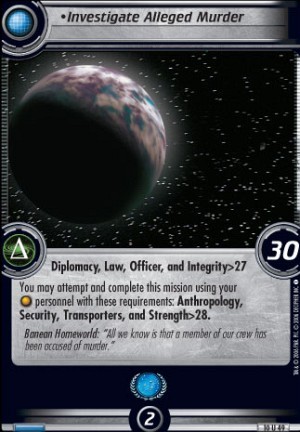 •Investigate Alleged Murder
Δ
30
Diplomacy, Law, Officer, and Integrity>27
You may attempt and complete this mission using your
personnel with these requirements: Anthropology,
Security, Transporters, and Strength>28.
Banean Homeworld: "All we know is that a member of our crew has
been accused of murder."
2
10 U 49